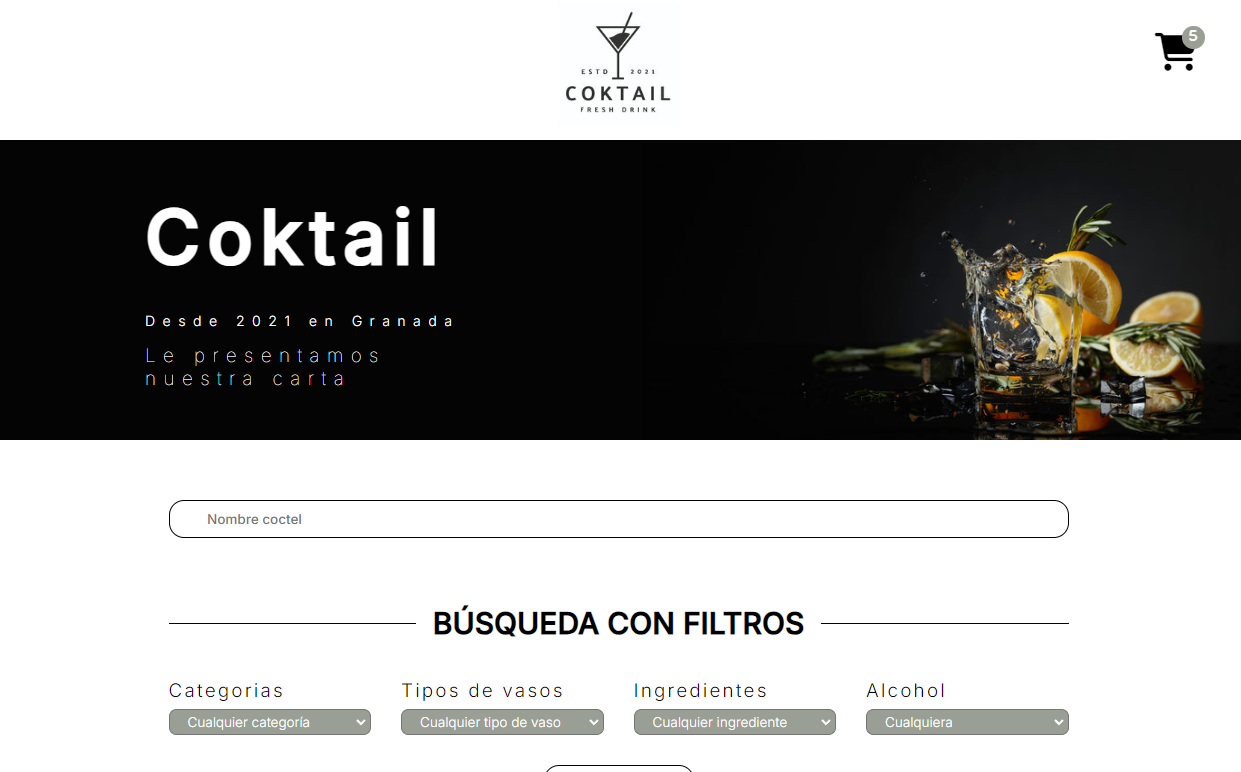 ESTD 2021
COKTAIL
FRESH DRINK
5
Coktail
Desde 2021 en Granada
Le presentamos
nuestra carta
Nombre coctel
BÚSQUEDA CON FILTROS
Categorias Tipos de vasos Ingredientes Alcohol
Cualquier categoría Cualquier tipo de vaso Cualquier ingrediente Cualquiera